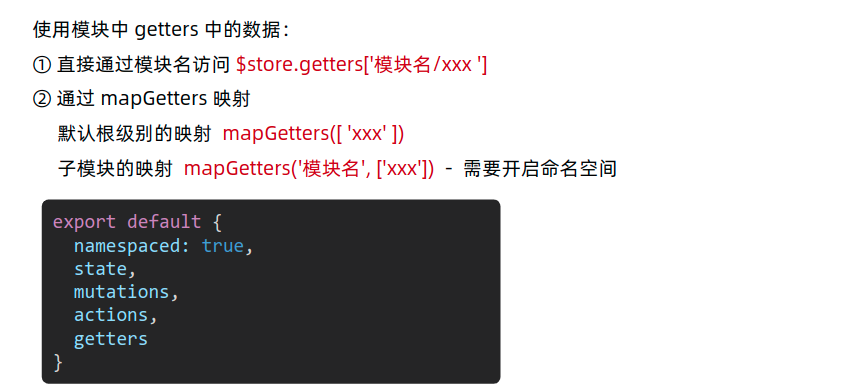 使用模块中 getters 中的数据：
① 直接通过模块名访问 $store.getters['模块名/xxx ']
② 通过 mapGetters 映射
默认根级别的映射 mapGetters([ 'xxx' ])
子模块的映射 mapGetters('模块名', ['xxx']) - 需要开启命名空间
export default {
  namespaced: true,
  state,
  mutations,
  actions,
  getters
}